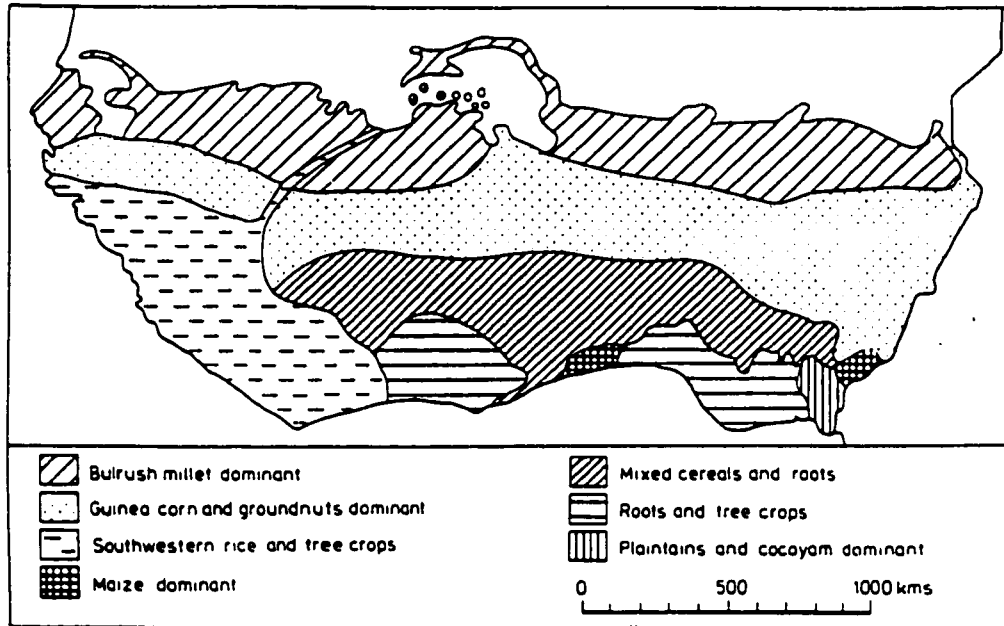 Bulrush millet dominant
Guinea corn and groundnuts dominant
Southwestern rice and tree crops
Maize dominant
Mixed cereals and roots
Roots and tree crops
Plaintains and cocoyam dominant
0 500 1000 kms